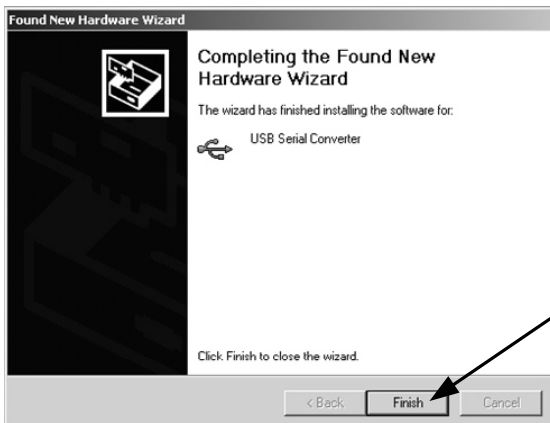 Found New Hardware Wizard
Completing the Found New
Hardware Wizard
The wizard has finished installing the software for:
USB Serial Converter
Click Finish to close the wizard.
< Back
Finish
Cancel